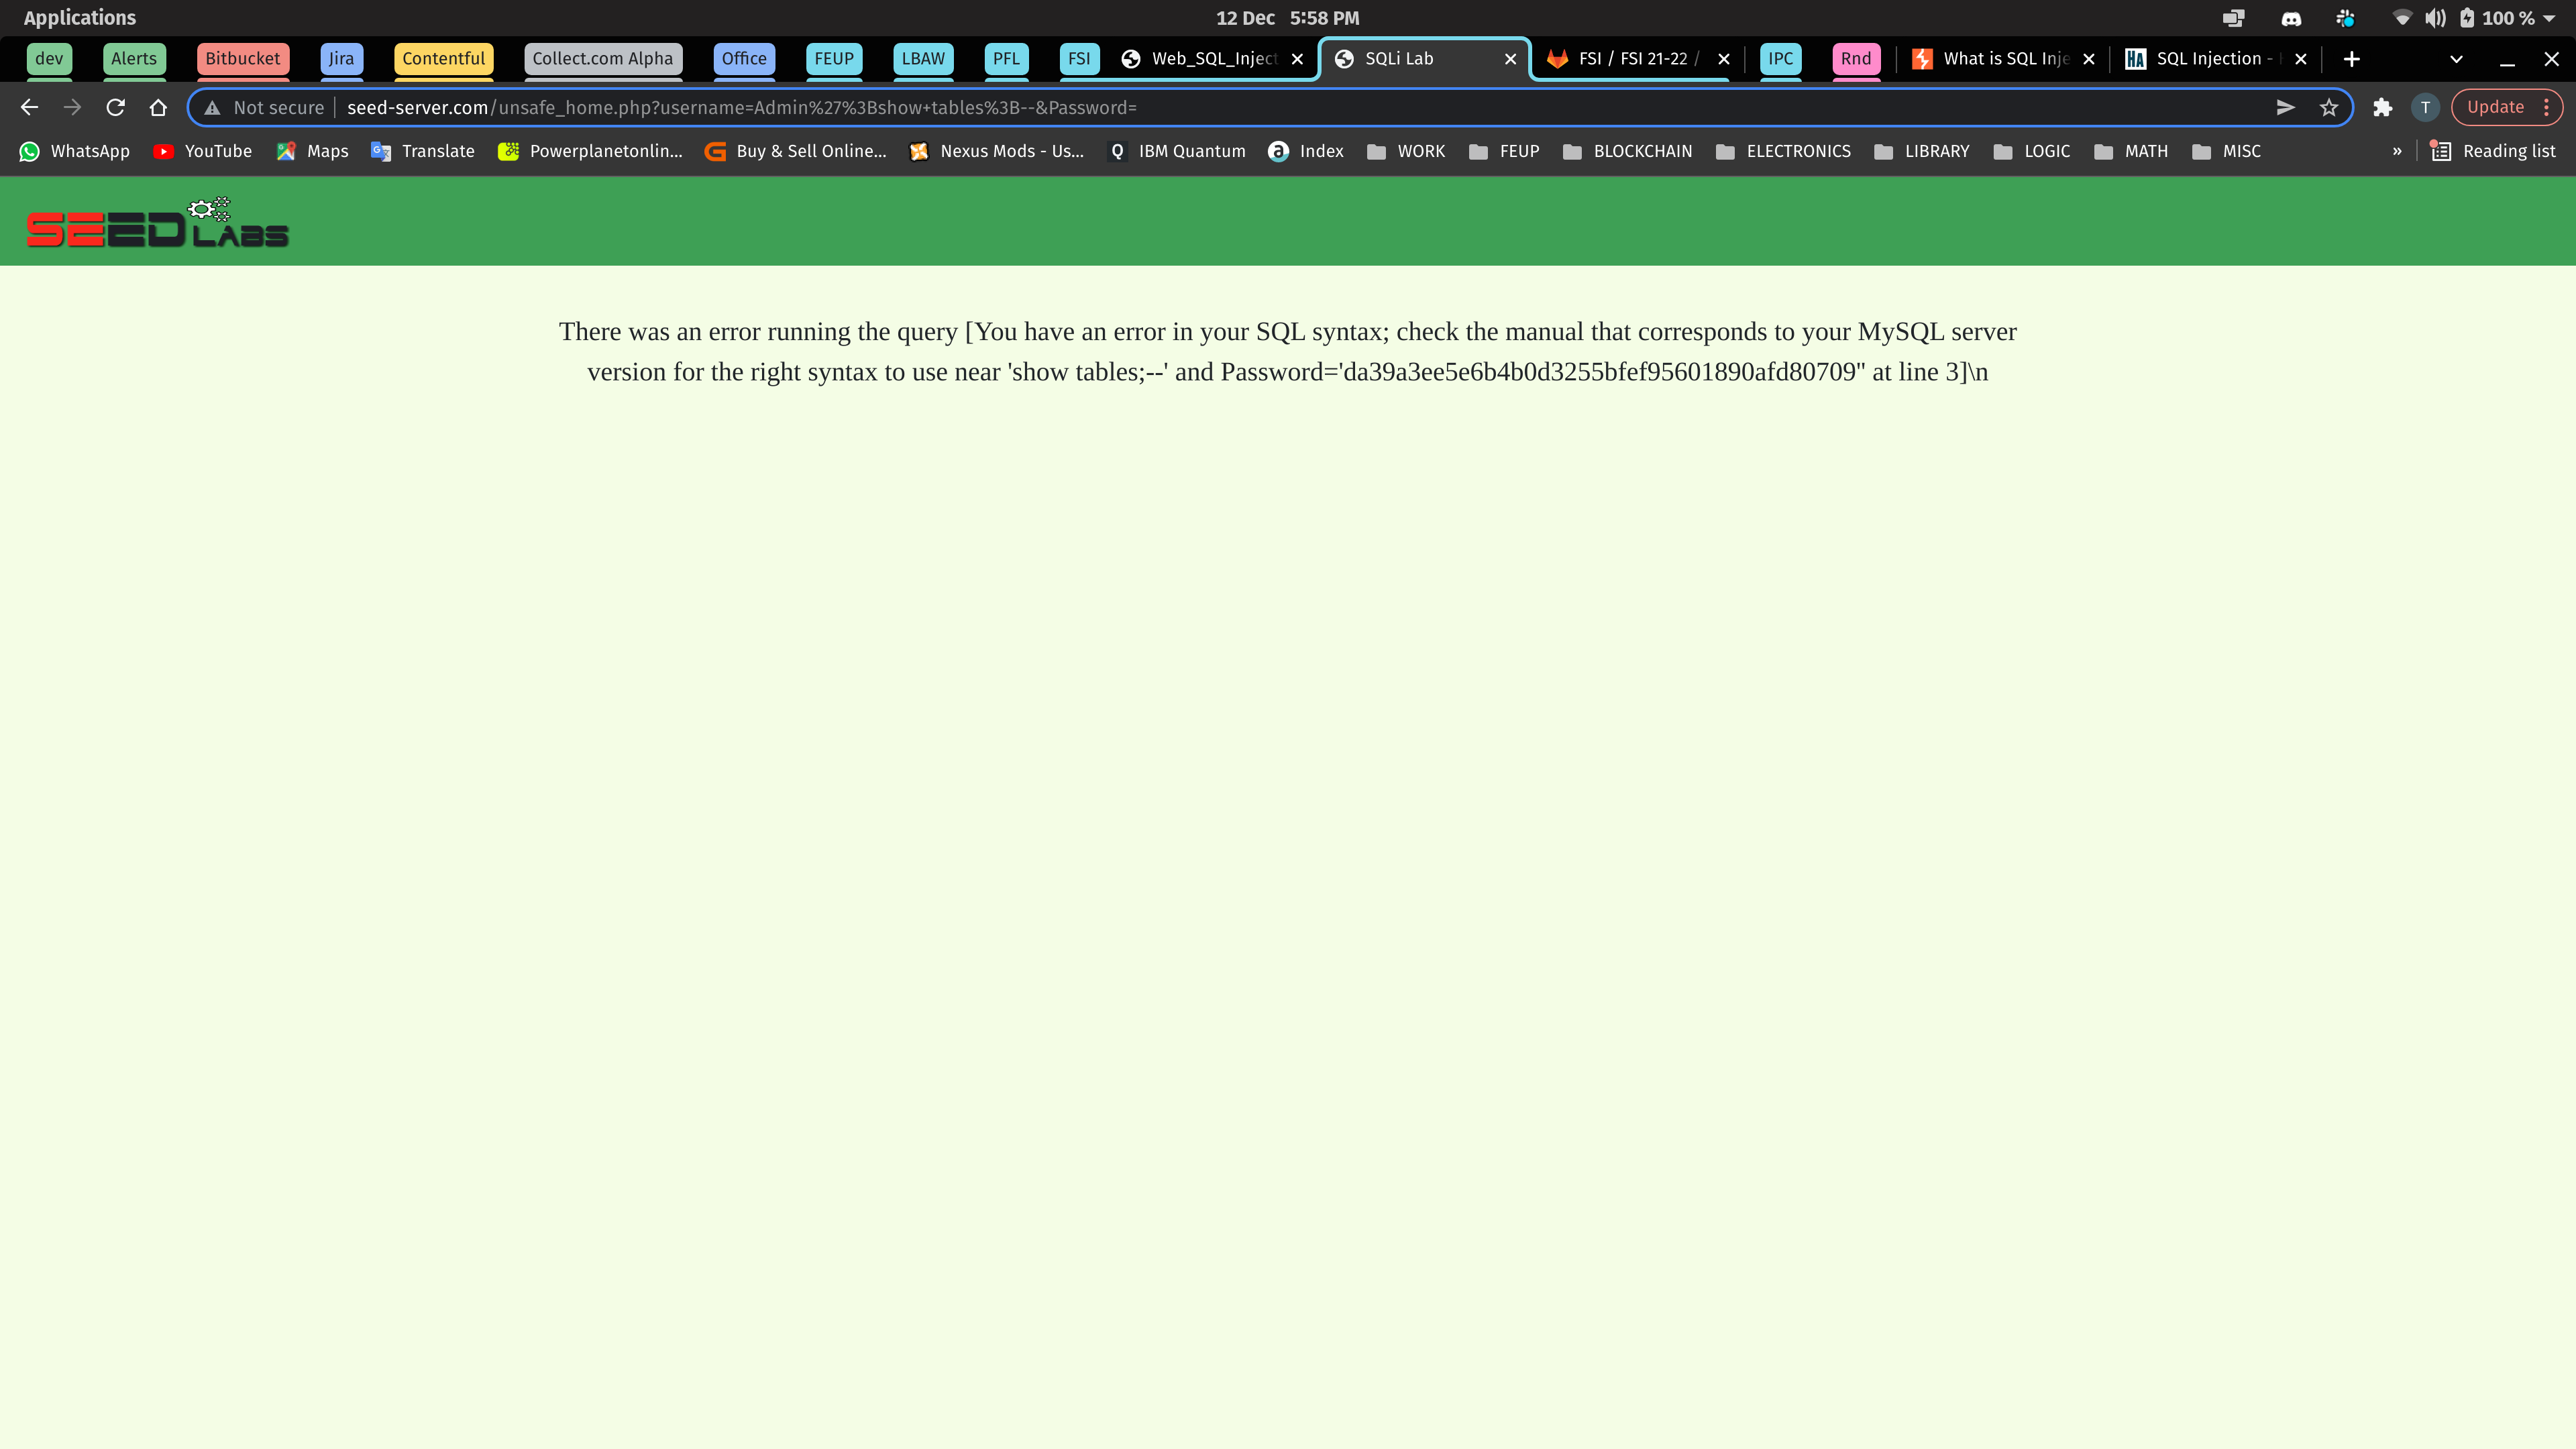 Applications
12 Dec 5:58 PM
100 %
dev
Alerts
Bitbucket
Jira
Contentful
Collect.com Alpha
Office
FEUP
LBAW
PFL
FSI
Web_SQL_Inject
SQLi Lab
FSI / FSI 21-22 /
IPC
Rnd
What is SQL Inje
SQL Injection -
Not secure
seed-server.com/unsafe_home.php?username=Admin%27%3Bshow+tables%3B--&Password=
T
Update
WhatsApp
YouTube
Maps
Translate
Powerplanetonlin...
Buy & Sell Online...
Nexus Mods - Us...
IBM Quantum
Index
WORK
FEUP
BLOCKCHAIN
ELECTRONICS
LIBRARY
LOGIC
MATH
MISC
»
Reading list
SEED LABS
There was an error running the query [You have an error in your SQL syntax; check the manual that corresponds to your MySQL server
version for the right syntax to use near 'show tables;--' and Password='da39a3ee5e6b4b0d3255bfef95601890afd80709'' at line 3]\n